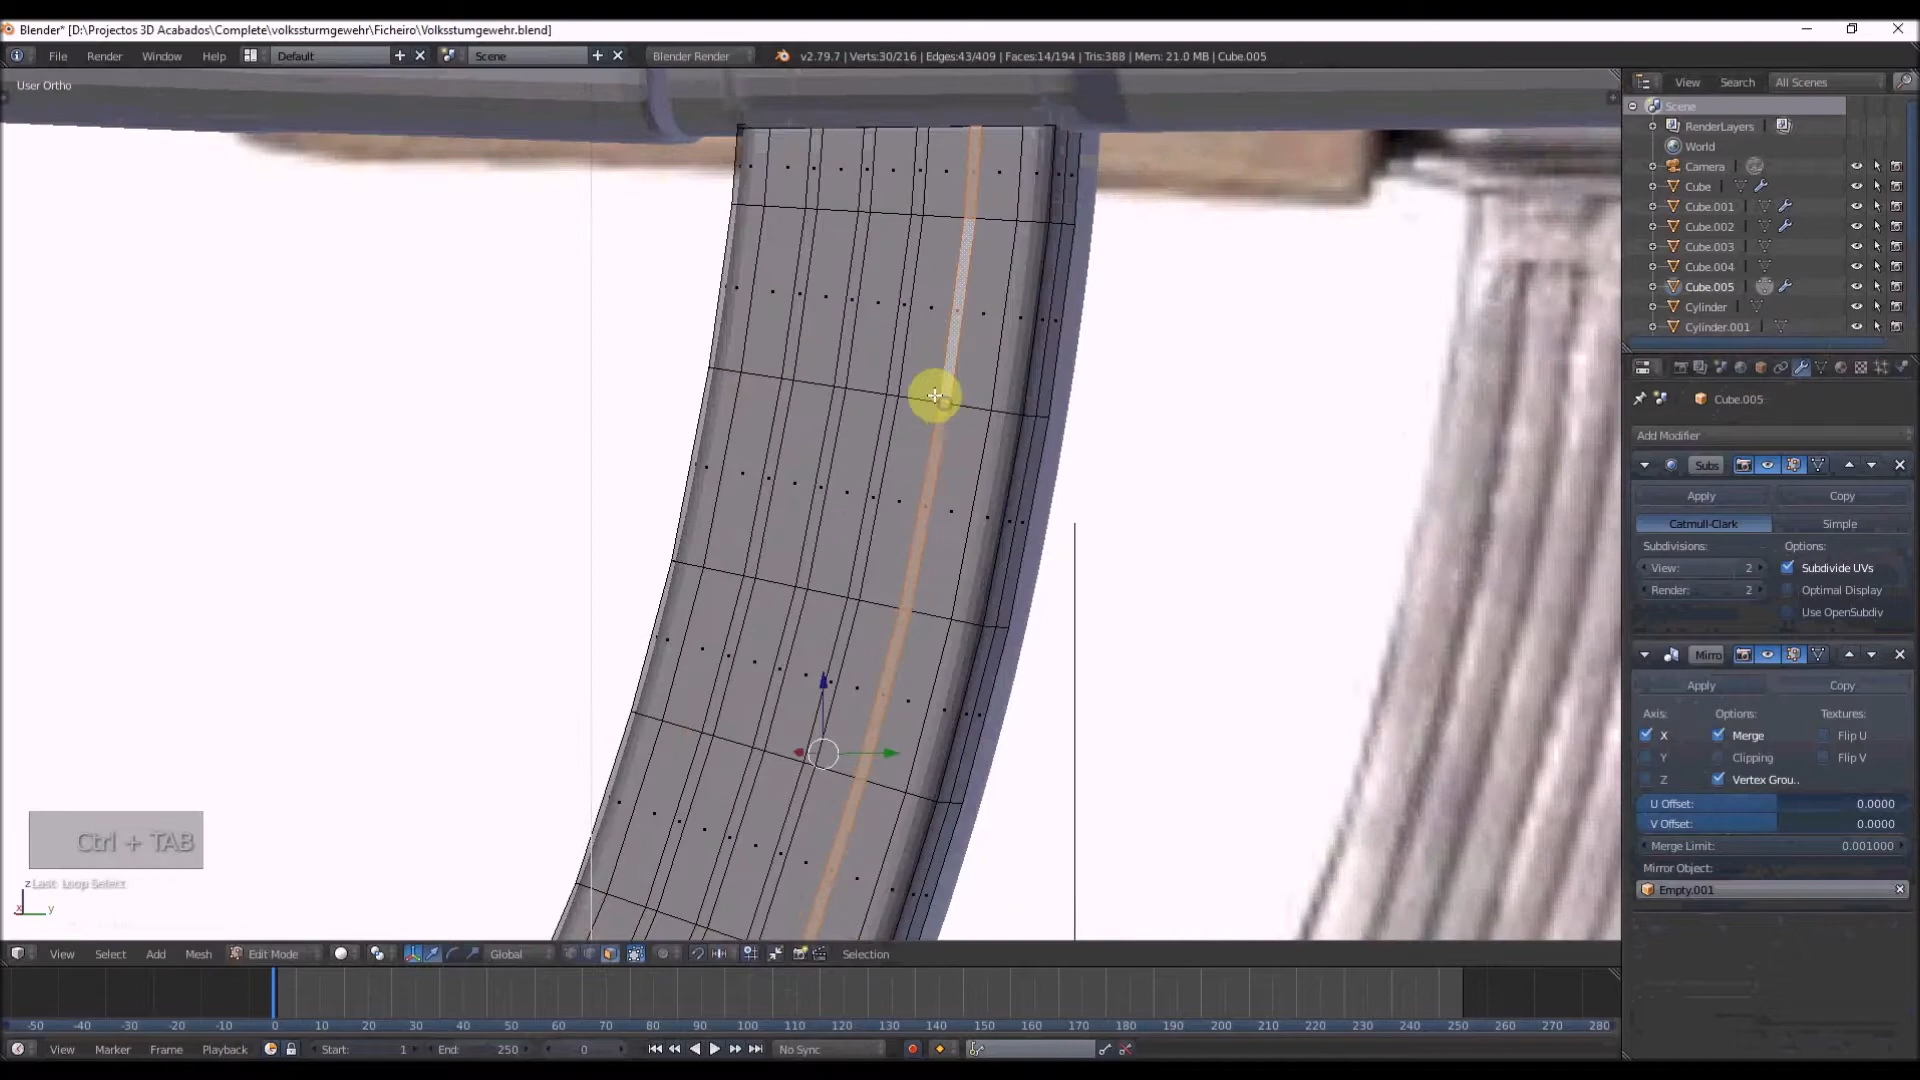 Blender* [D:\Projectos 3D Acabados\Complete\volkssturmgewehr\Ficheiro\Volksstumgewehr.blend]
File Render Window Help Default Scene Blender Render v2.79.7 | Verts:30/216 | Edges:43/409 | Faces:14/194 | Tris:388 | Mem: 21.0 MB | Cube.005
User Ortho
View Search All Scenes
Scene
RenderLayers
World
Camera
Cube
Cube.001
Cube.002
Cube.003
Cube.004
Cube.005
Cylinder
Cylinder.001
Cube.005
Add Modifier
Subs
Apply Copy
Catmull-Clark Simple
Subdivisions: Options:
View: 2 Subdivide UVs
Render: 2 Optimal Display
Use OpenSubdiv
Mirro
Apply Copy
Axis: Options: Textures:
X Merge Flip U
Y Clipping Flip V
Z Vertex Grou..
U Offset: 0.0000
V Offset: 0.0000
Merge Limit: 0.001000
Mirror Object:
Empty.001
Ctrl + TAB
Last: Loop Select
z
x y
View Select Add Mesh Edit Mode Global Selection
-50 -40 -30 -20 -10 0 10 20 30 40 50 60 70 80 90 100 110 120 130 140 150 160 170 180 190 200 210 220 230 240 250 260 270 280
View Marker Frame Playback Start: 1 End: 250 0 No Sync